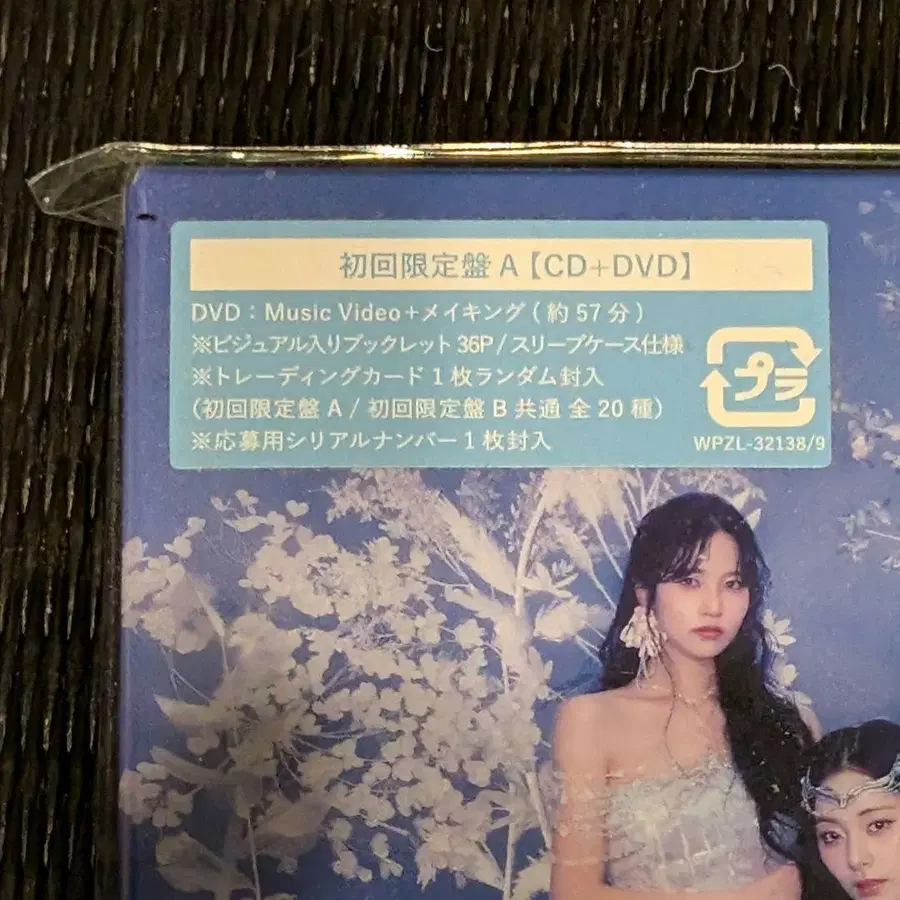 初回限定盤 A【CD+DVD】
DVD：Music Video+メイキング ( 約 57 分 )
※ビジュアル入りブックレット 36P / スリーブケース仕様
※トレーディングカード 1 枚ランダム封入
（初回限定盤 A / 初回限定盤 B 共通 全 20 種）
※応募用シリアルナンバー 1 枚封入
プラ
WPZL-32138/9